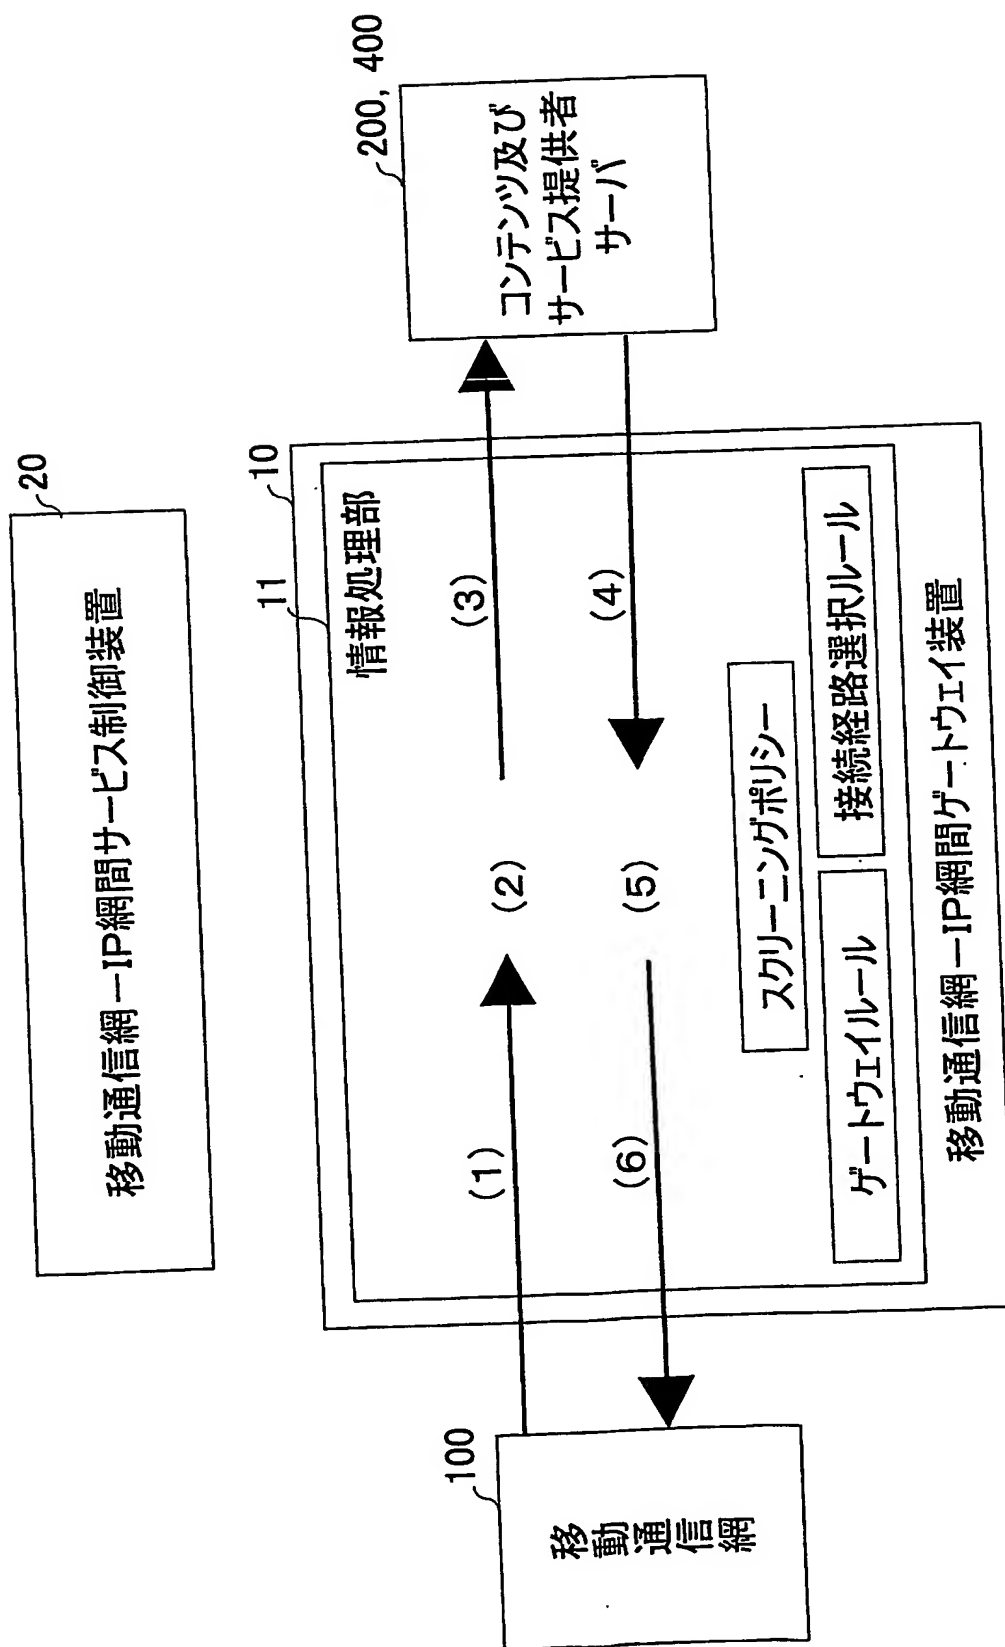 20
移動通信網－IP網間サービス制御装置
10
11
情報処理部
200, 400
コンテンツ及び
サービス提供者
サーバ
100
移動通信網
(1)
(2)
(3)
(4)
(5)
(6)
スクリーニングポリシー
ゲートウェイルール
接続経路選択ルール
移動通信網－IP網間ゲートウェイ装置